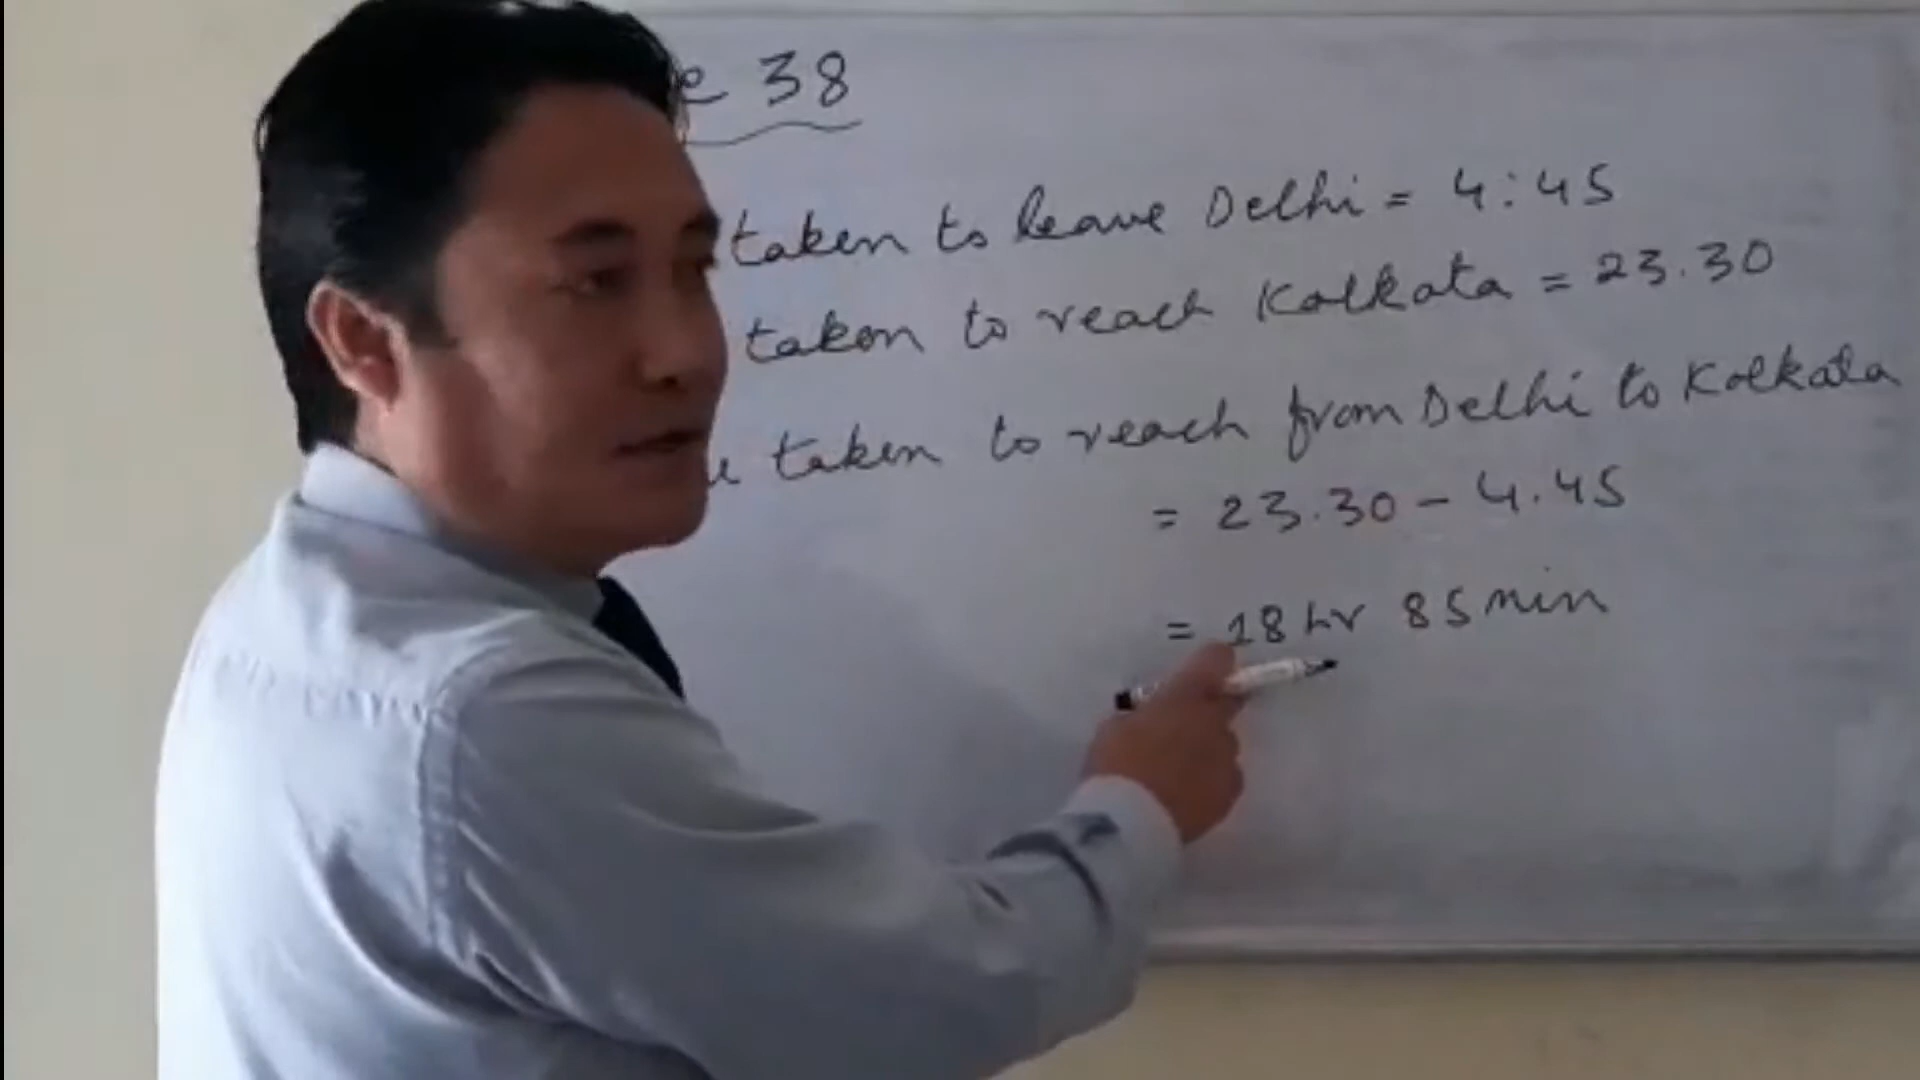 38
taken to leave Delhi = 4:45
taken to reach Kolkata = 23.30
taken to reach from Delhi to Kolkata
= 23.30 - 4.45
= 18 hr 85 min